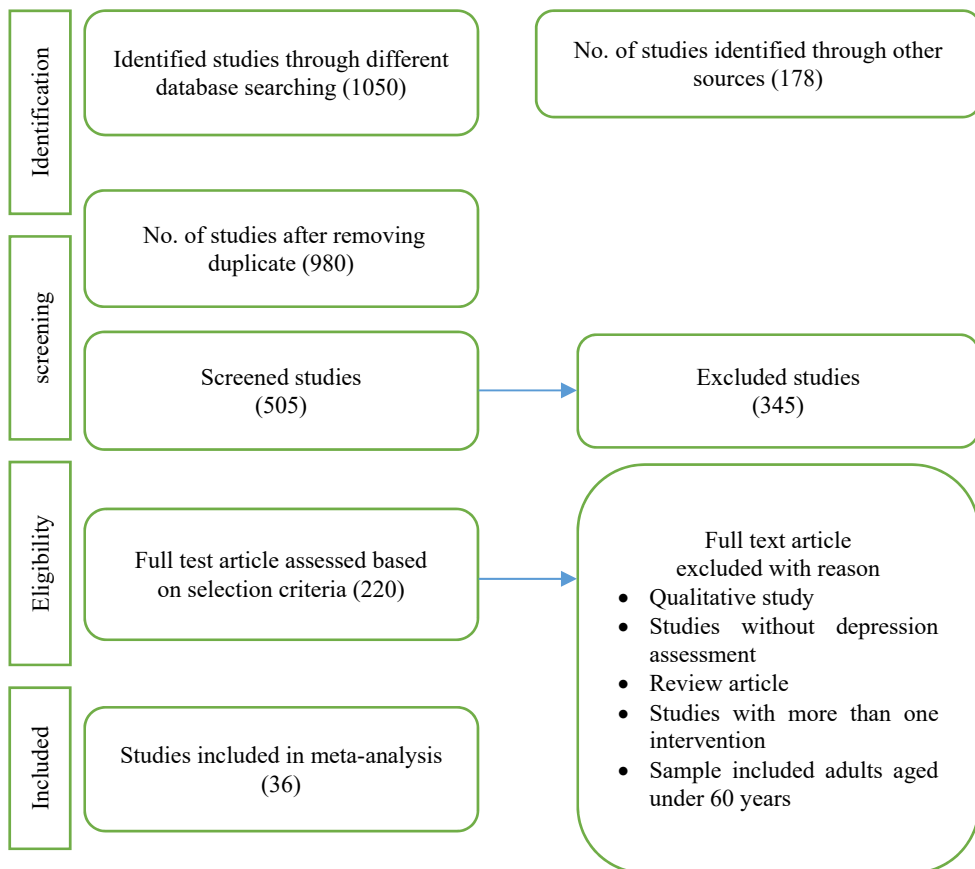 Identification
Identified studies through different
database searching (1050)
No. of studies identified through other
sources (178)
screening
No. of studies after removing
duplicate (980)
Screened studies
(505)
Excluded studies
(345)
Eligibility
Full test article assessed based
on selection criteria (220)
Full text article
excluded with reason
• Qualitative study
• Studies without depression
assessment
• Review article
• Studies with more than one
intervention
• Sample included adults aged
under 60 years
Included
Studies included in meta-analysis
(36)